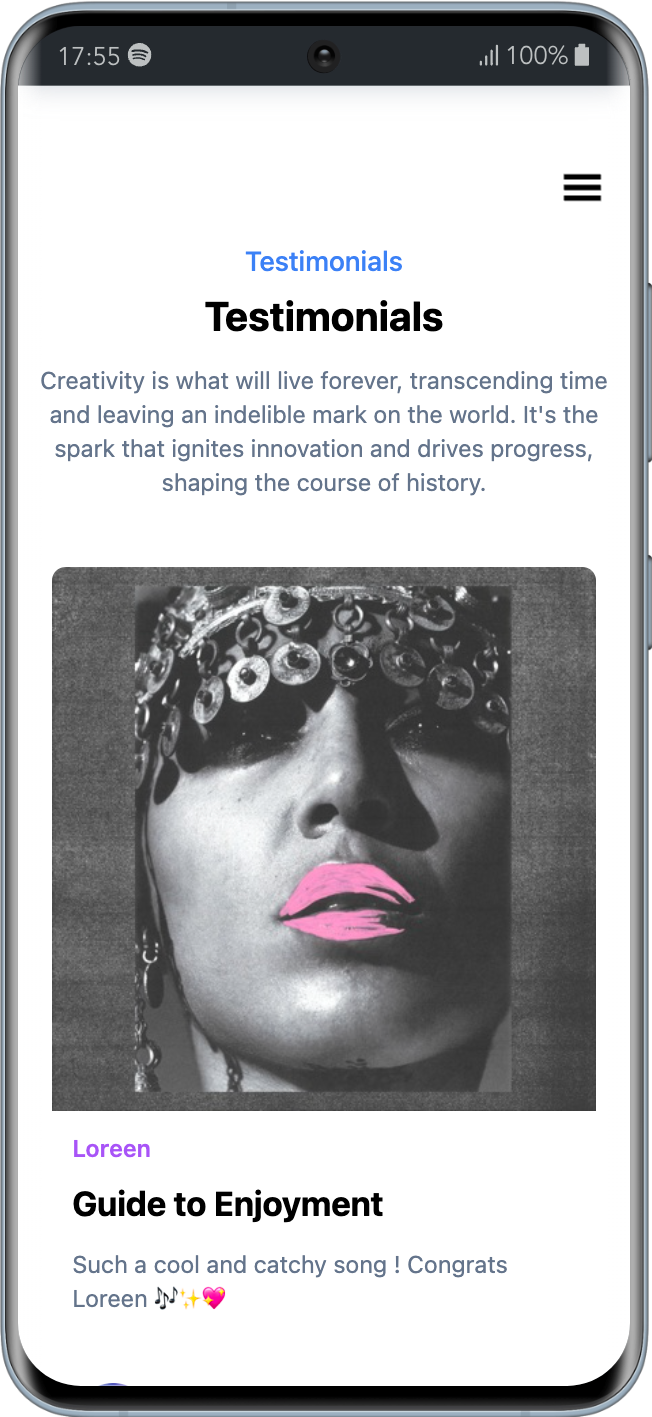 17:55
100%
Testimonials
Testimonials
Creativity is what will live forever, transcending time
and leaving an indelible mark on the world. It's the
spark that ignites innovation and drives progress,
shaping the course of history.
Loreen
Guide to Enjoyment
Such a cool and catchy song ! Congrats
Loreen 🎶✨💖